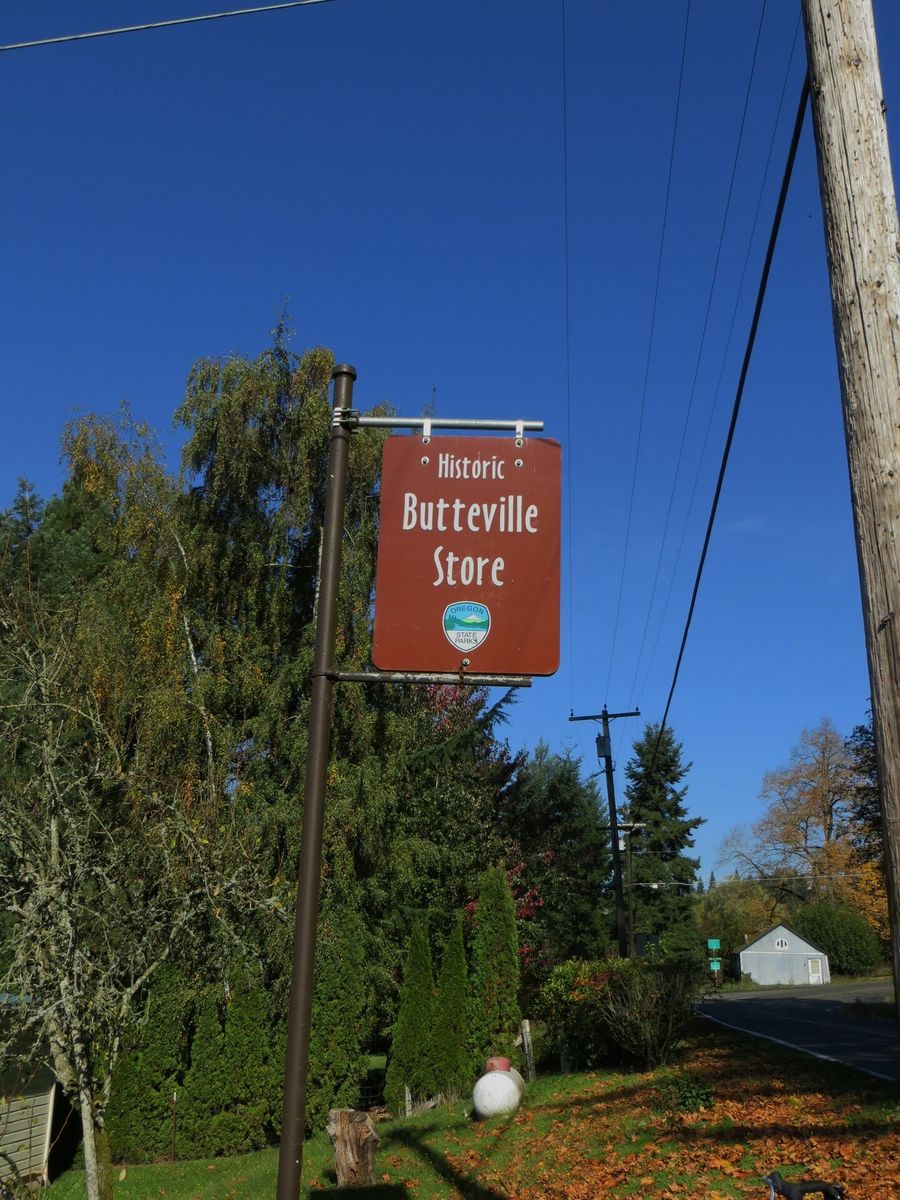 Historic
Butteville
Store
OREGON
STATE
PARKS